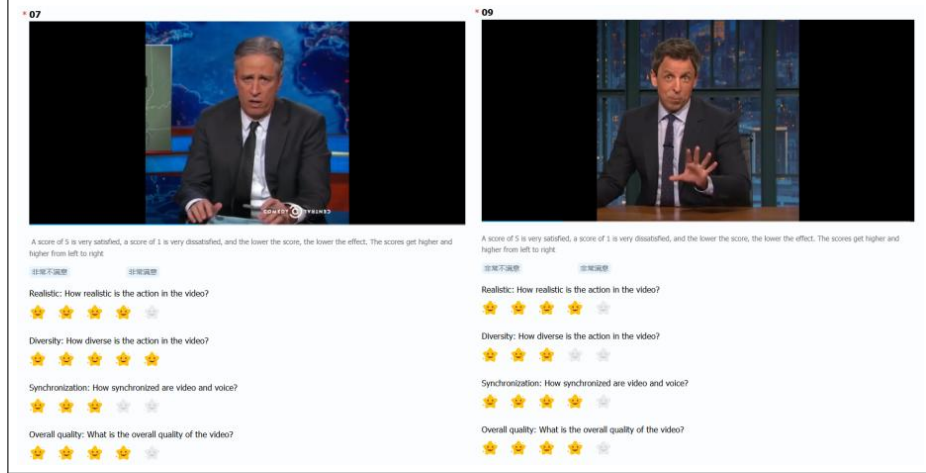 * 07
COMEDY CENTRAL
A score of 5 is very satisfied, a score of 1 is very dissatisfied, and the lower the score, the lower the effect. The scores get higher and
higher from left to right
非常不满意 非常满意
Realistic: How realistic is the action in the video?
Diversity: How diverse is the action in the video?
Synchronization: How synchronized are video and voice?
Overall quality: What is the overall quality of the video?
* 09
A score of 5 is very satisfied, a score of 1 is very dissatisfied, and the lower the score, the lower the effect. The scores get higher and
higher from left to right
非常不满意 非常满意
Realistic: How realistic is the action in the video?
Diversity: How diverse is the action in the video?
Synchronization: How synchronized are video and voice?
Overall quality: What is the overall quality of the video?